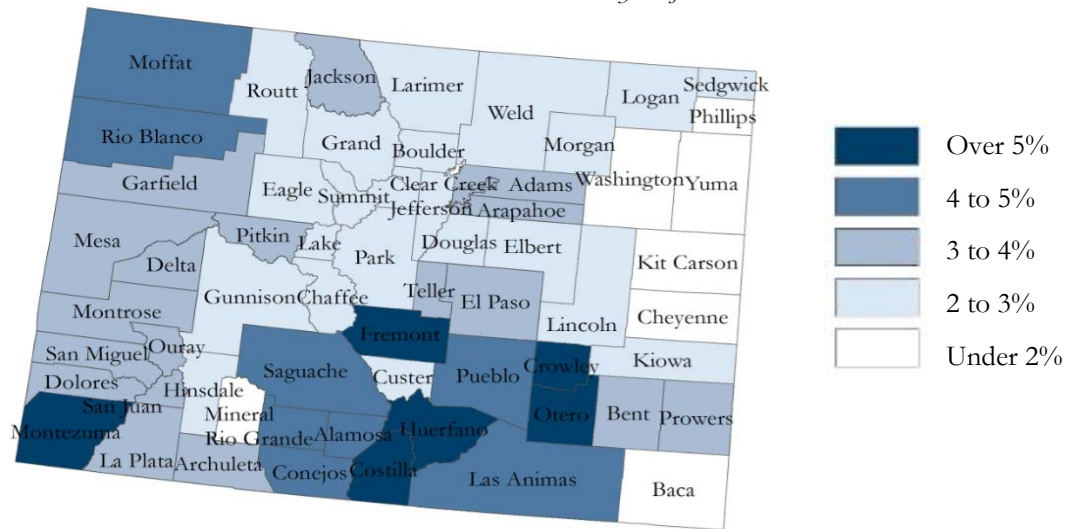 Moffat
Jackson
Larimer
Sedgwick
Routt
Logan
Weld
Phillips
Rio Blanco
Grand
Boulder
Morgan
Washington
Yuma
Garfield
Eagle
Summit
Clear Creek
Adams
Jefferson
Arapahoe
Mesa
Pitkin
Lake
Park
Douglas
Elbert
Kit Carson
Delta
Gunnison
Chaffee
Teller
El Paso
Montrose
Lincoln
Cheyenne
Fremont
San Miguel
Ouray
Saguache
Crowley
Kiowa
Custer
Pueblo
Dolores
Hinsdale
San Juan
Mineral
Otero
Bent
Prowers
Montezuma
Rio Grande
Alamosa
Huerfano
La Plata
Archuleta
Conejos
Costilla
Las Animas
Baca
Over 5%
4 to 5%
3 to 4%
2 to 3%
Under 2%